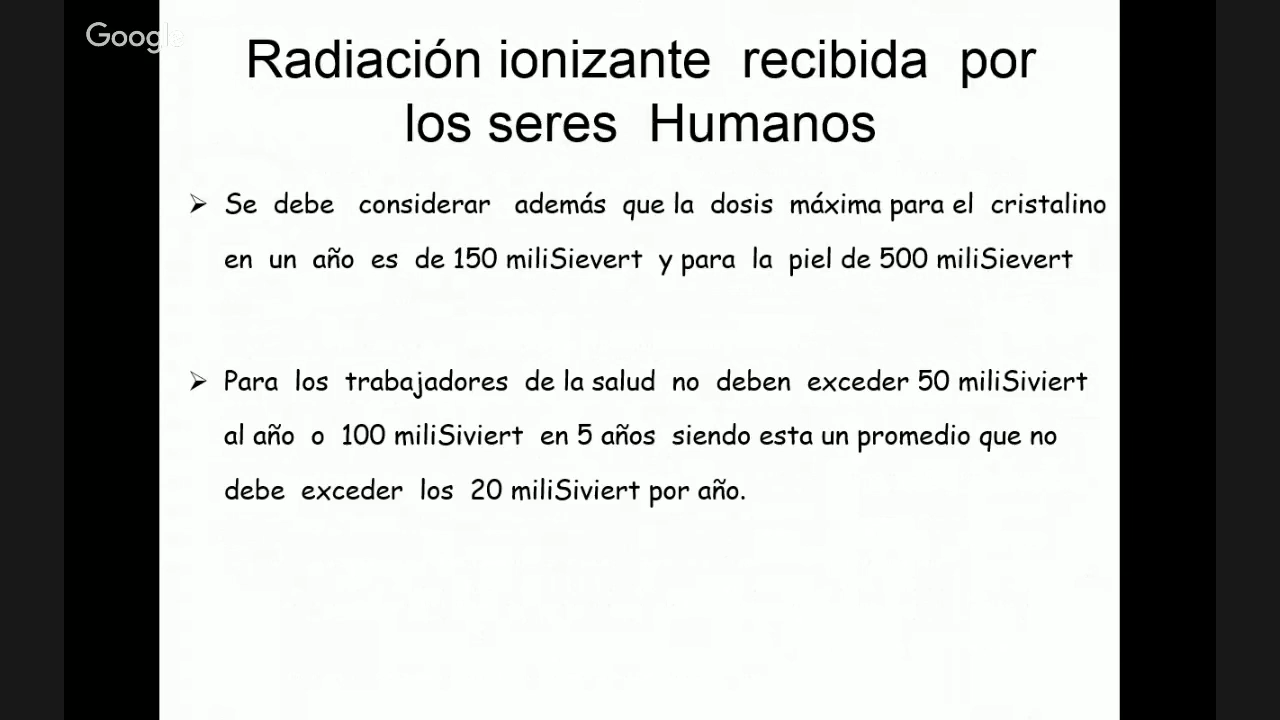 Google
Radiación ionizante recibida por
los seres Humanos
➢ Se debe considerar además que la dosis máxima para el cristalino
en un año es de 150 miliSievert y para la piel de 500 miliSievert
➢ Para los trabajadores de la salud no deben exceder 50 miliSiviert
al año o 100 miliSiviert en 5 años siendo esta un promedio que no
debe exceder los 20 miliSiviert por año.